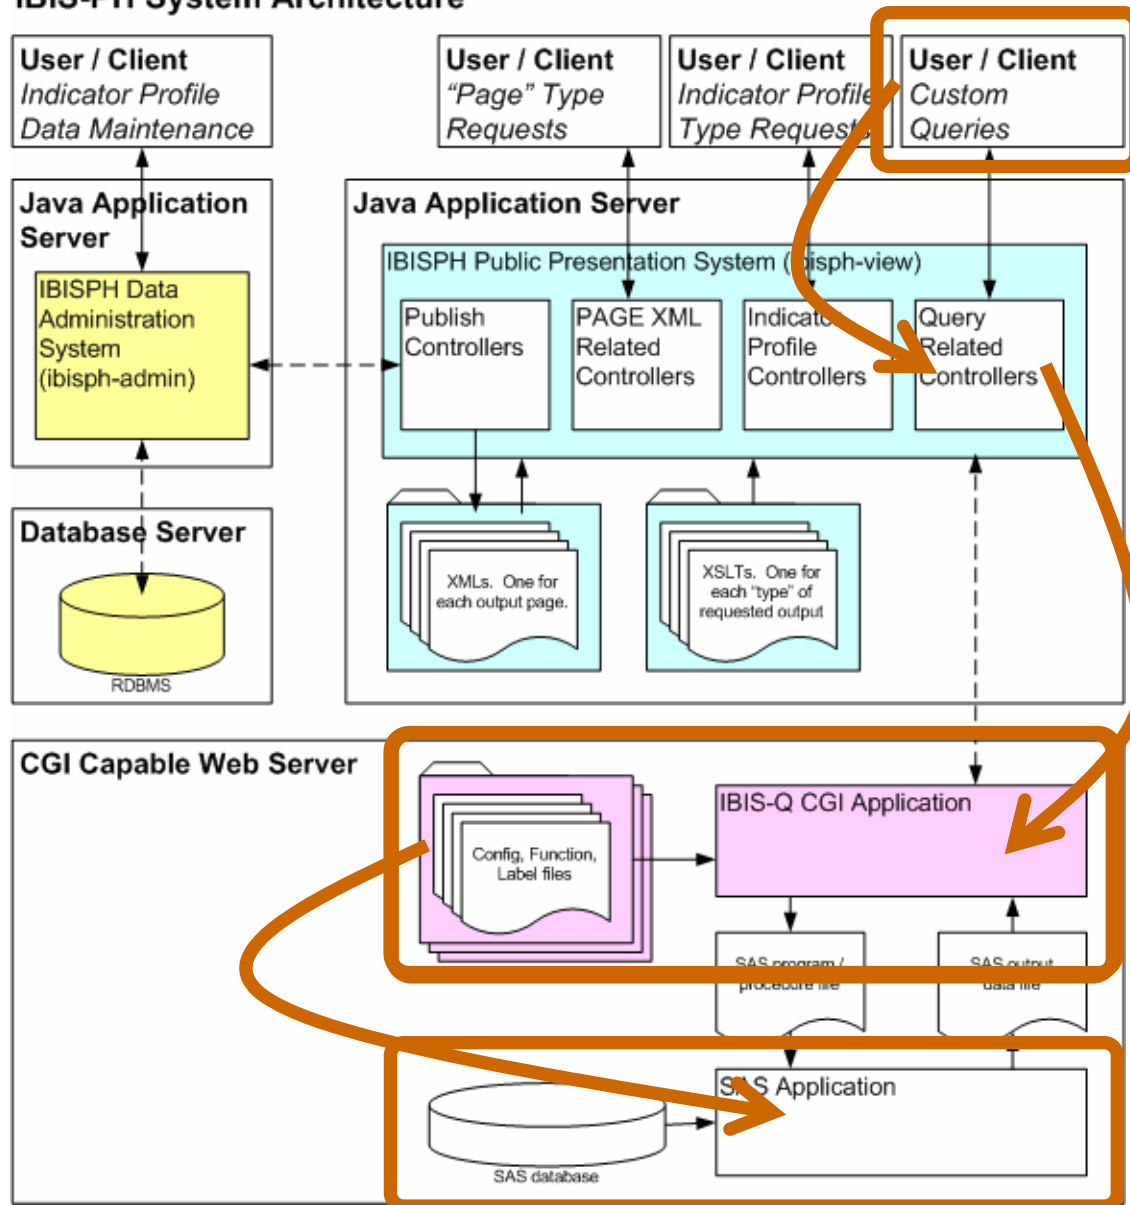 IBIS-PH System Architecture
User / Client
Indicator Profile
Data Maintenance
User / Client
“Page” Type
Requests
User / Client
Indicator Profile
Type Requests
User / Client
Custom
Queries
Java Application
Server
IBISPH Data
Administration
System
(ibisph-admin)
Database Server
RDBMS
Java Application Server
IBISPH Public Presentation System (ibisph-view)
Publish
Controllers
PAGE XML
Related
Controllers
Indicator
Profile
Controllers
Query
Related
Controllers
XMLs. One for
each output page.
XSLTs. One for
each “type” of
requested output
CGI Capable Web Server
Config, Function,
Label files
IBIS-Q CGI Application
SAS program /
procedure file
SAS output
data file
SAS Application
SAS database